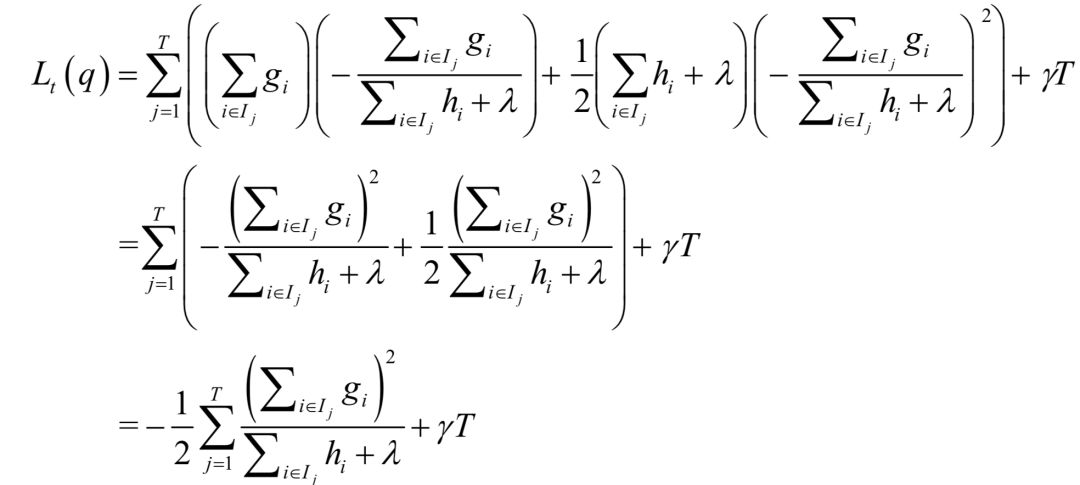 $L_t(q) = \sum_{j=1}^{T}\left(\left(\sum_{i \in I_j} g_i\right)\left(-\frac{\sum_{i \in I_j} g_i}{\sum_{i \in I_j} h_i + \lambda}\right) + \frac{1}{2}\left(\sum_{i \in I_j} h_i + \lambda\right)\left(-\frac{\sum_{i \in I_j} g_i}{\sum_{i \in I_j} h_i + \lambda}\right)^2\right) + \gamma T$
$= \sum_{j=1}^{T}\left(-\frac{\left(\sum_{i \in I_j} g_i\right)^2}{\sum_{i \in I_j} h_i + \lambda} + \frac{1}{2}\frac{\left(\sum_{i \in I_j} g_i\right)^2}{\sum_{i \in I_j} h_i + \lambda}\right) + \gamma T$
$= -\frac{1}{2}\sum_{j=1}^{T}\frac{\left(\sum_{i \in I_j} g_i\right)^2}{\sum_{i \in I_j} h_i + \lambda} + \gamma T$